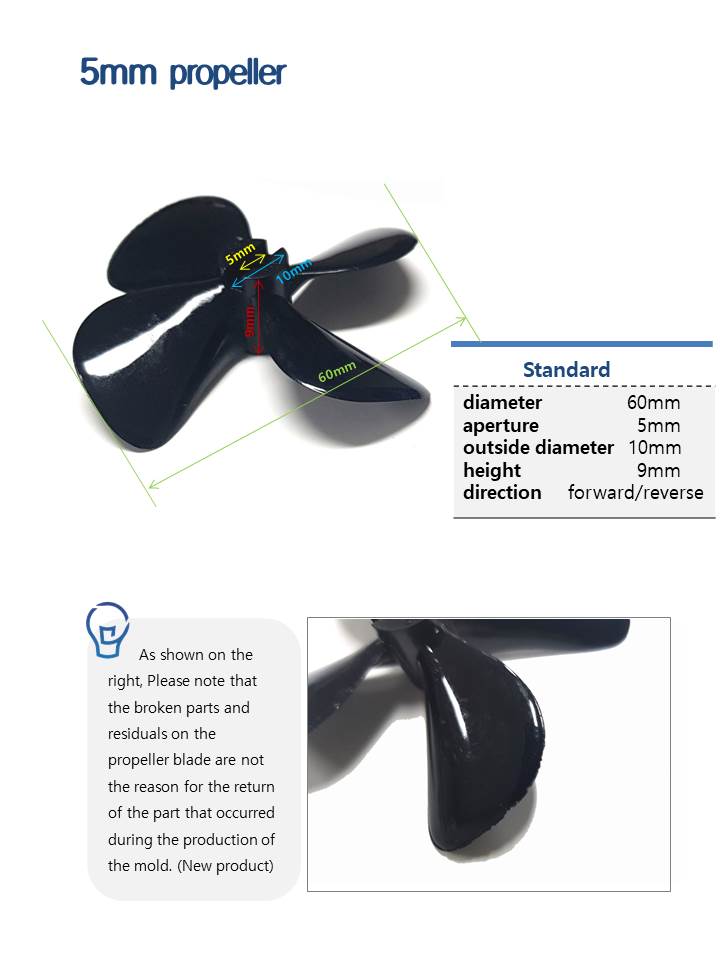 5mm propeller
5mm
10mm
9mm
60mm
Standard
diameter 60mm
aperture 5mm
outside diameter 10mm
height 9mm
direction forward/reverse
As shown on the
right, Please note that
the broken parts and
residuals on the
propeller blade are not
the reason for the return
of the part that occurred
during the production of
the mold. (New product)